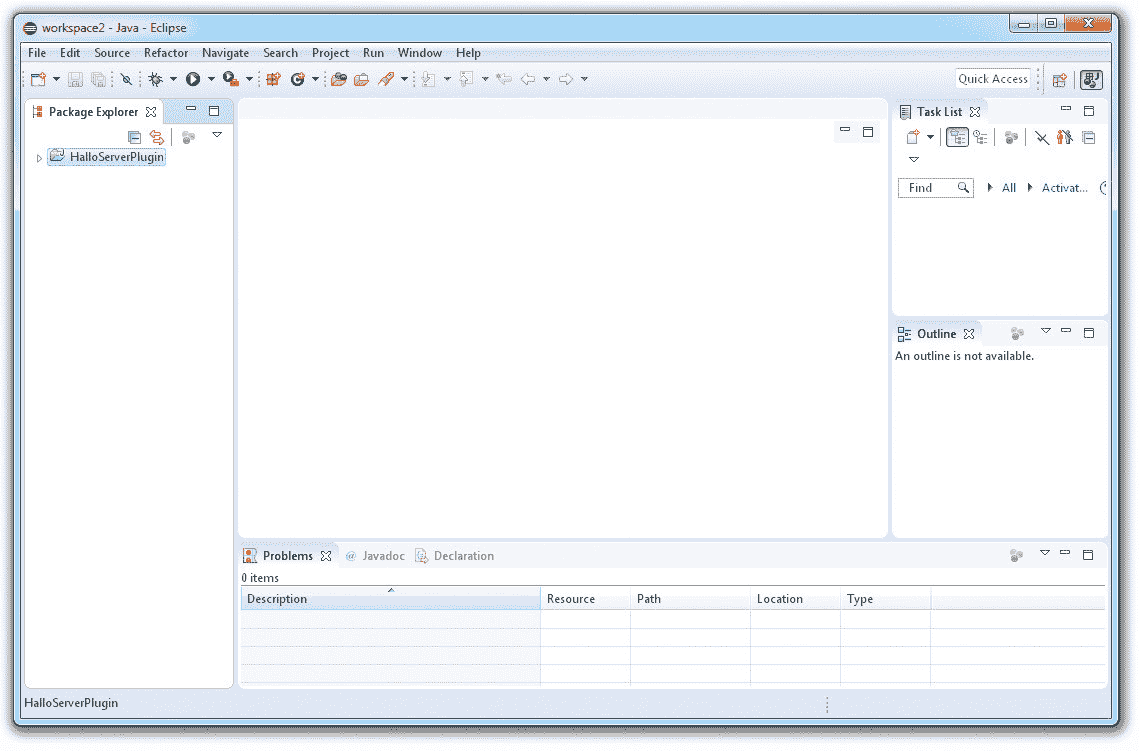 workspace2 - Java - Eclipse
File Edit Source Refactor Navigate Search Project Run Window Help
Quick Access
Package Explorer
HalloServerPlugin
Task List
Find All Activat...
Outline
An outline is not available.
Problems @ Javadoc Declaration
0 items
Description Resource Path Location Type
HalloServerPlugin